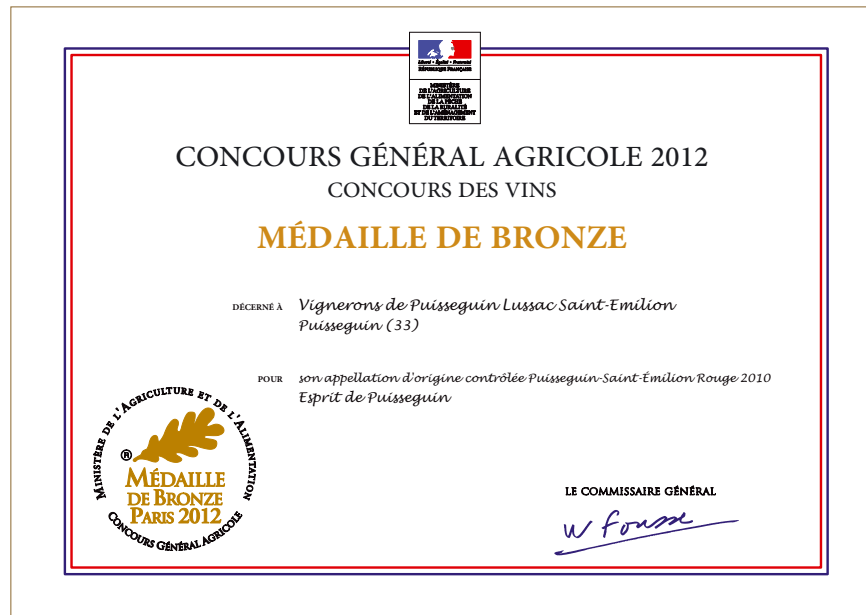 Liberté • Égalité • Fraternité
RÉPUBLIQUE FRANÇAISE
MINISTÈRE
DE L'AGRICULTURE
DE L'ALIMENTATION
DE LA PÊCHE
DE LA RURALITÉ
ET DE L'AMÉNAGEMENT
DU TERRITOIRE
CONCOURS GÉNÉRAL AGRICOLE 2012
CONCOURS DES VINS
MÉDAILLE DE BRONZE
DÉCERNÉ À Vignerons de Puisseguin Lussac Saint-Emilion
Puisseguin (33)
POUR son appellation d'origine contrôlée Puisseguin-Saint-Émilion Rouge 2010
Esprit de Puisseguin
MINISTÈRE DE L'AGRICULTURE ET DE L'ALIMENTATION
®
MÉDAILLE
DE BRONZE
PARIS 2012
CONCOURS GÉNÉRAL AGRICOLE
LE COMMISSAIRE GÉNÉRAL